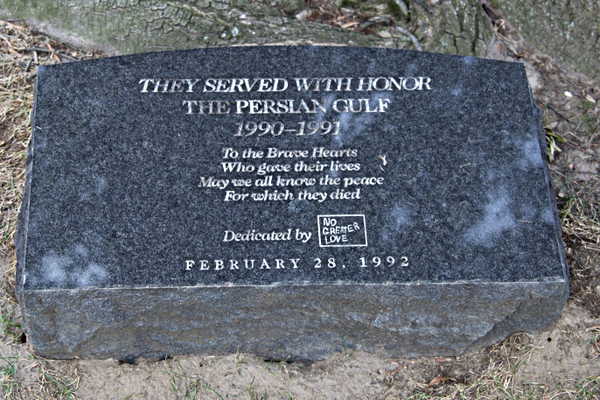 THEY SERVED WITH HONOR
THE PERSIAN GULF
1990–1991
To the Brave Hearts
Who gave their lives
May we all know the peace
For which they died
Dedicated by NO GREATER LOVE
FEBRUARY 28, 1992